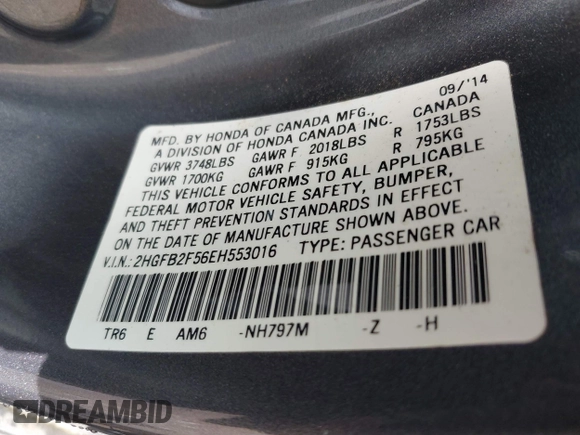 09/'14
MFD. BY HONDA OF CANADA MFG.,
A DIVISION OF HONDA CANADA INC. CANADA
GVWR 3748LBS GAWR F 2018LBS R 1753LBS
GVWR 1700KG GAWR F 915KG R 795KG
THIS VEHICLE CONFORMS TO ALL APPLICABLE
FEDERAL MOTOR VEHICLE SAFETY, BUMPER,
AND THEFT PREVENTION STANDARDS IN EFFECT
ON THE DATE OF MANUFACTURE SHOWN ABOVE.
V.I.N.: 2HGFB2F56EH553016 TYPE: PASSENGER CAR
TR6 E AM6 -NH797M -Z -H
DREAMBID